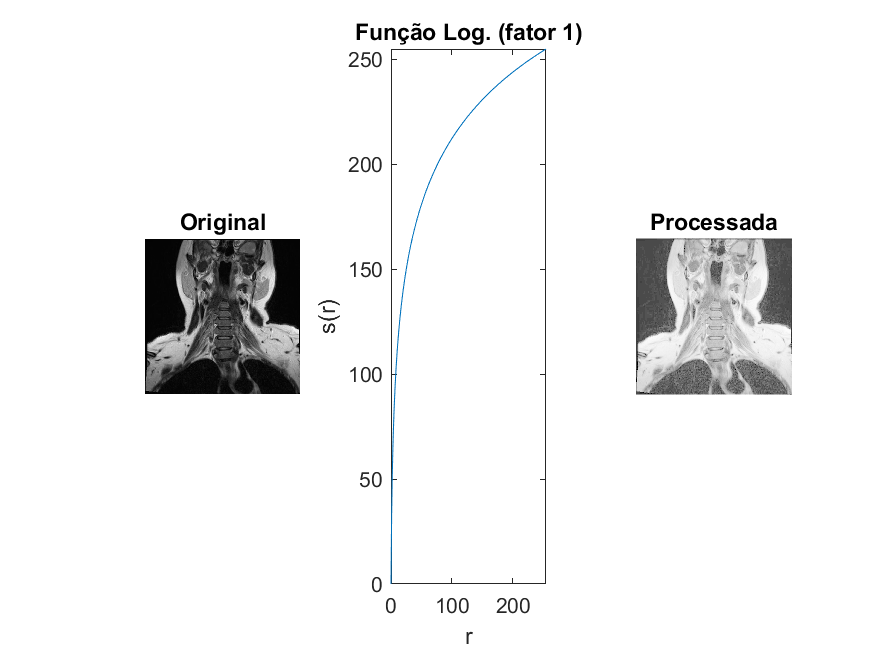 Função Log. (fator 1)
250
200
Original
Processada
150
s(r)
100
50
0
0 100 200
r